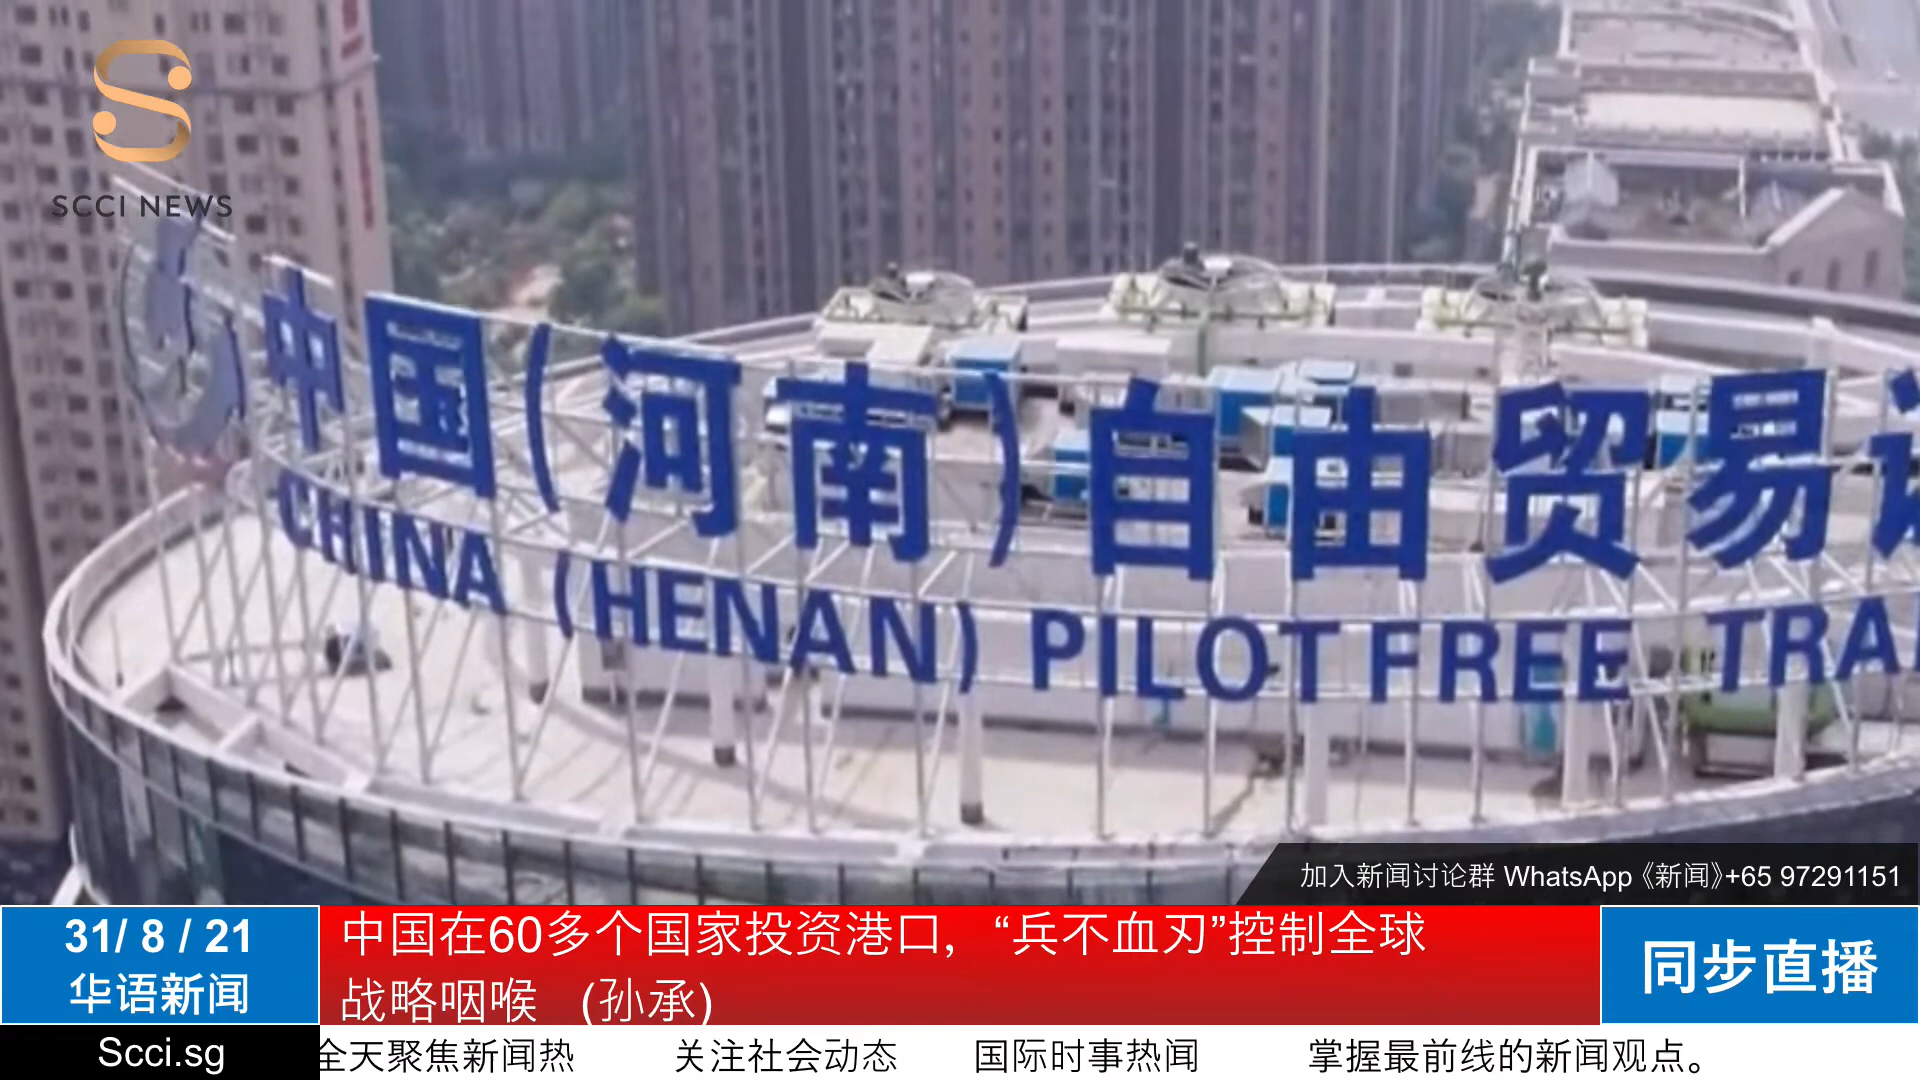 SCCI NEWS
中国(河南)自由贸易
CHINA (HENAN) PILOT FREE TRA
加入新闻讨论群 WhatsApp《新闻》+65 97291151
31/ 8 / 21
华语新闻
中国在60多个国家投资港口，“兵不血刃”控制全球
战略咽喉 (孙承)
同步直播
Scci.sg
全天聚焦新闻热 关注社会动态 国际时事热闻 掌握最前线的新闻观点。